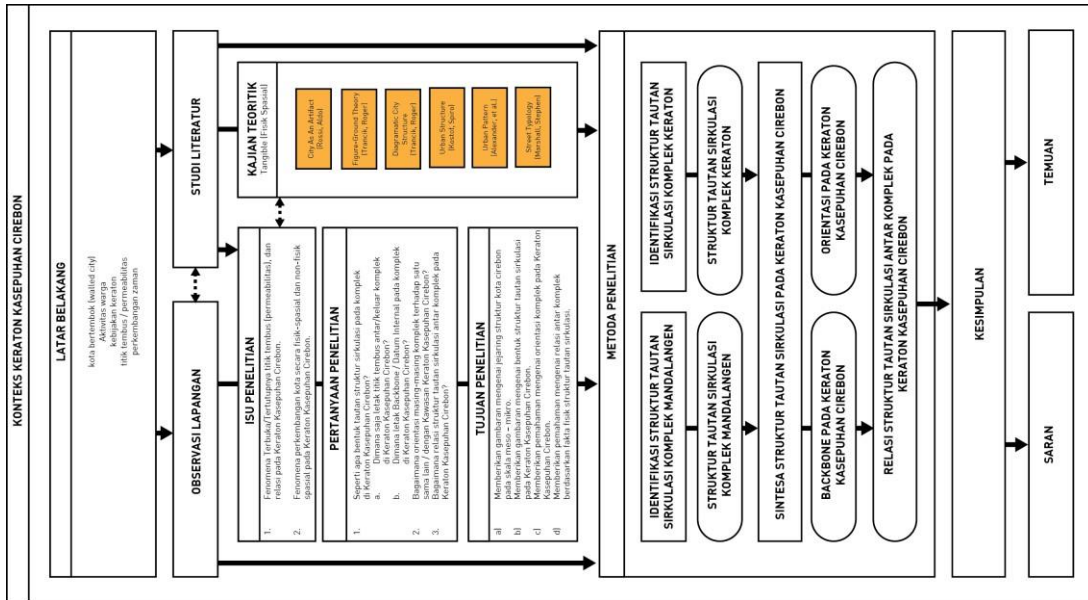 KONTEKS KERATON KASEPUHAN CIREBON
LATAR BELAKANG
kota bertembok (walled city)
Aktivitas warga
kebijakan keraton
titik tembus / permeabilitas
perkembangan zaman
OBSERVASI LAPANGAN
STUDI LITERATUR
ISU PENELITIAN
1. Fenomena Terbuka/Tertutupnya titik tembus (permeabilitas), dan
relasi pada Keraton Kasepuhan Cirebon.
2. Fenomena perkembangan kota secara fisik-spasial dan non-fisik
spasial pada Keraton Kasepuhan Cirebon.
PERTANYAAN PENELITIAN
1. Seperti apa bentuk tautan struktur sirkulasi pada komplek
di Keraton Kasepuhan Cirebon?
a. Dimana saja letak titik tembus antar/keluar komplek
di Keraton Kasepuhan Cirebon?
b. Dimana letak Backbone / Datum Internal pada komplek
di Keraton Kasepuhan Cirebon?
2. Bagaimana orientasi masing-masing komplek terhadap satu
sama lain / dengan Kawasan Keraton Kasepuhan Cirebon?
3. Bagaimana relasi struktur tautan sirkulasi antar komplek pada
Keraton Kasepuhan Cirebon?
TUJUAN PENELITIAN
a) Memberikan gambaran mengenai jejaring struktur kota cirebon
pada skala meso - mikro.
b) Memberikan gambaran mengenai bentuk struktur tautan sirkulasi
pada Keraton Kasepuhan Cirebon.
c) Memberikan pemahaman mengenai orientasi komplek pada Keraton
Kasepuhan Cirebon.
d) Memberikan pemahaman mengenai relasi antar komplek
berdasarkan fakta fisik struktur tautan sirkulasi.
KAJIAN TEORITIK
Tangible (Fisik Spasial)
City As An Artifact
(Rossi, Aldo)
Figure-Ground Theory
(Trancik, Roger)
Diagramatic City
Structure
(Trancik, Roger)
Urban Structure
(Kostof, Spiro)
Urban Pattern
(Alexander, et al.)
Street Typology
(Marshall, Stephen)
METODA PENELITIAN
IDENTIFIKASI STRUKTUR TAUTAN
SIRKULASI KOMPLEK MANDALANGEN
IDENTIFIKASI STRUKTUR TAUTAN
SIRKULASI KOMPLEK KERATON
STRUKTUR TAUTAN SIRKULASI
KOMPLEK MANDALANGEN
STRUKTUR TAUTAN SIRKULASI
KOMPLEK KERATON
SINTESA STRUKTUR TAUTAN SIRKULASI PADA KERATON KASEPUHAN CIREBON
BACKBONE PADA KERATON
KASEPUHAN CIREBON
ORIENTASI PADA KERATON
KASEPUHAN CIREBON
RELASI STRUKTUR TAUTAN SIRKULASI ANTAR KOMPLEK PADA
KERATON KASEPUHAN CIREBON
KESIMPULAN
SARAN
TEMUAN